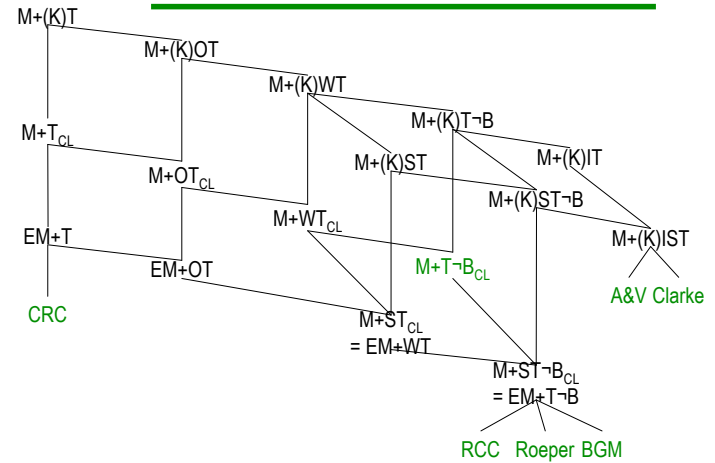 M+(K)T
M+(K)OT
M+(K)WT
M+(K)T¬B
M+T_CL
M+(K)ST
M+(K)IT
M+OT_CL
M+(K)ST¬B
M+WT_CL
EM+T
M+(K)IST
EM+OT
M+T¬B_CL
A&V Clarke
CRC
M+ST_CL
= EM+WT
M+ST¬B_CL
= EM+T¬B
RCC Roeper BGM